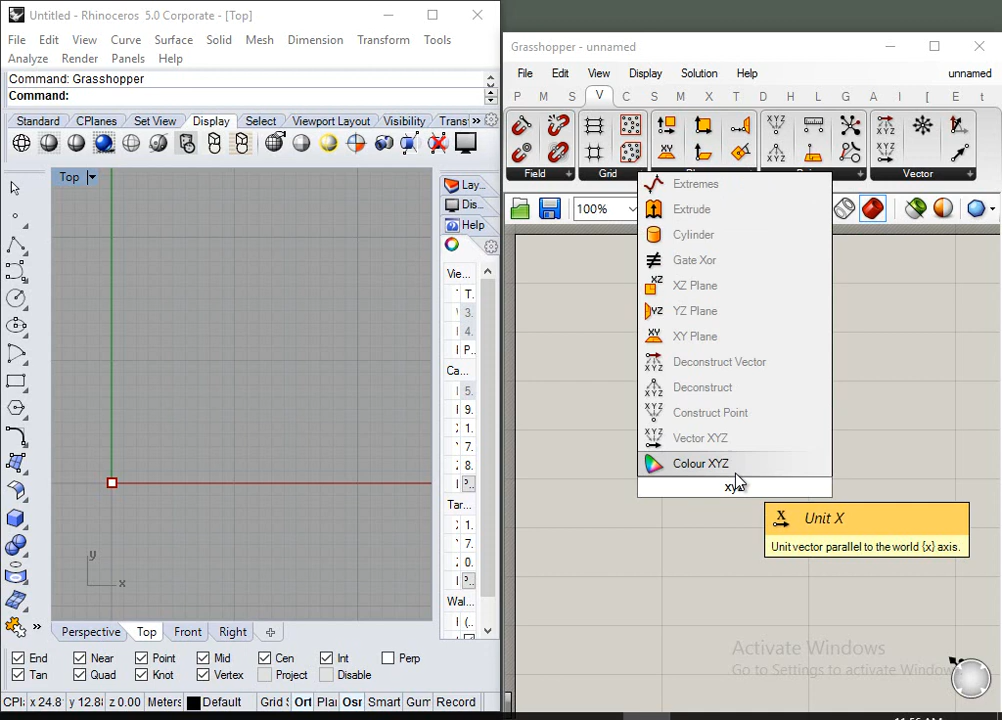 Untitled - Rhinoceros 5.0 Corporate - [Top]
File Edit View Curve Surface Solid Mesh Dimension Transform Tools
Analyze Render Panels Help
Command: Grasshopper
Command:
Standard CPlanes Set View Display Select Viewport Layout Visibility Trans »
Top
Lay...
Dis...
Help
Vie...
T.
3.
4.
P...
Ca...
5.
9.
1.
7.
8.
Tar...
1.
7.
0.
Wal...
(..
y
x
Perspective Top Front Right
End Near Point Mid Cen Int Perp
Tan Quad Knot Vertex Project Disable
CPl x 24.8 y 12.8 z 0.00 Meters Default Grid S Ort Plan Osr Smart Gum Record
Grasshopper - unnamed
File Edit View Display Solution Help unnamed
P M S V C S M X T D H L G A I [ E t
Field Grid Vector
100%
Extremes
Extrude
Cylinder
Gate Xor
XZ Plane
YZ Plane
XY Plane
Deconstruct Vector
Deconstruct
Construct Point
Vector XYZ
Colour XYZ
Unit X
Unit vector parallel to the world {x} axis.
Activate Windows
Go to Settings to activate Windows